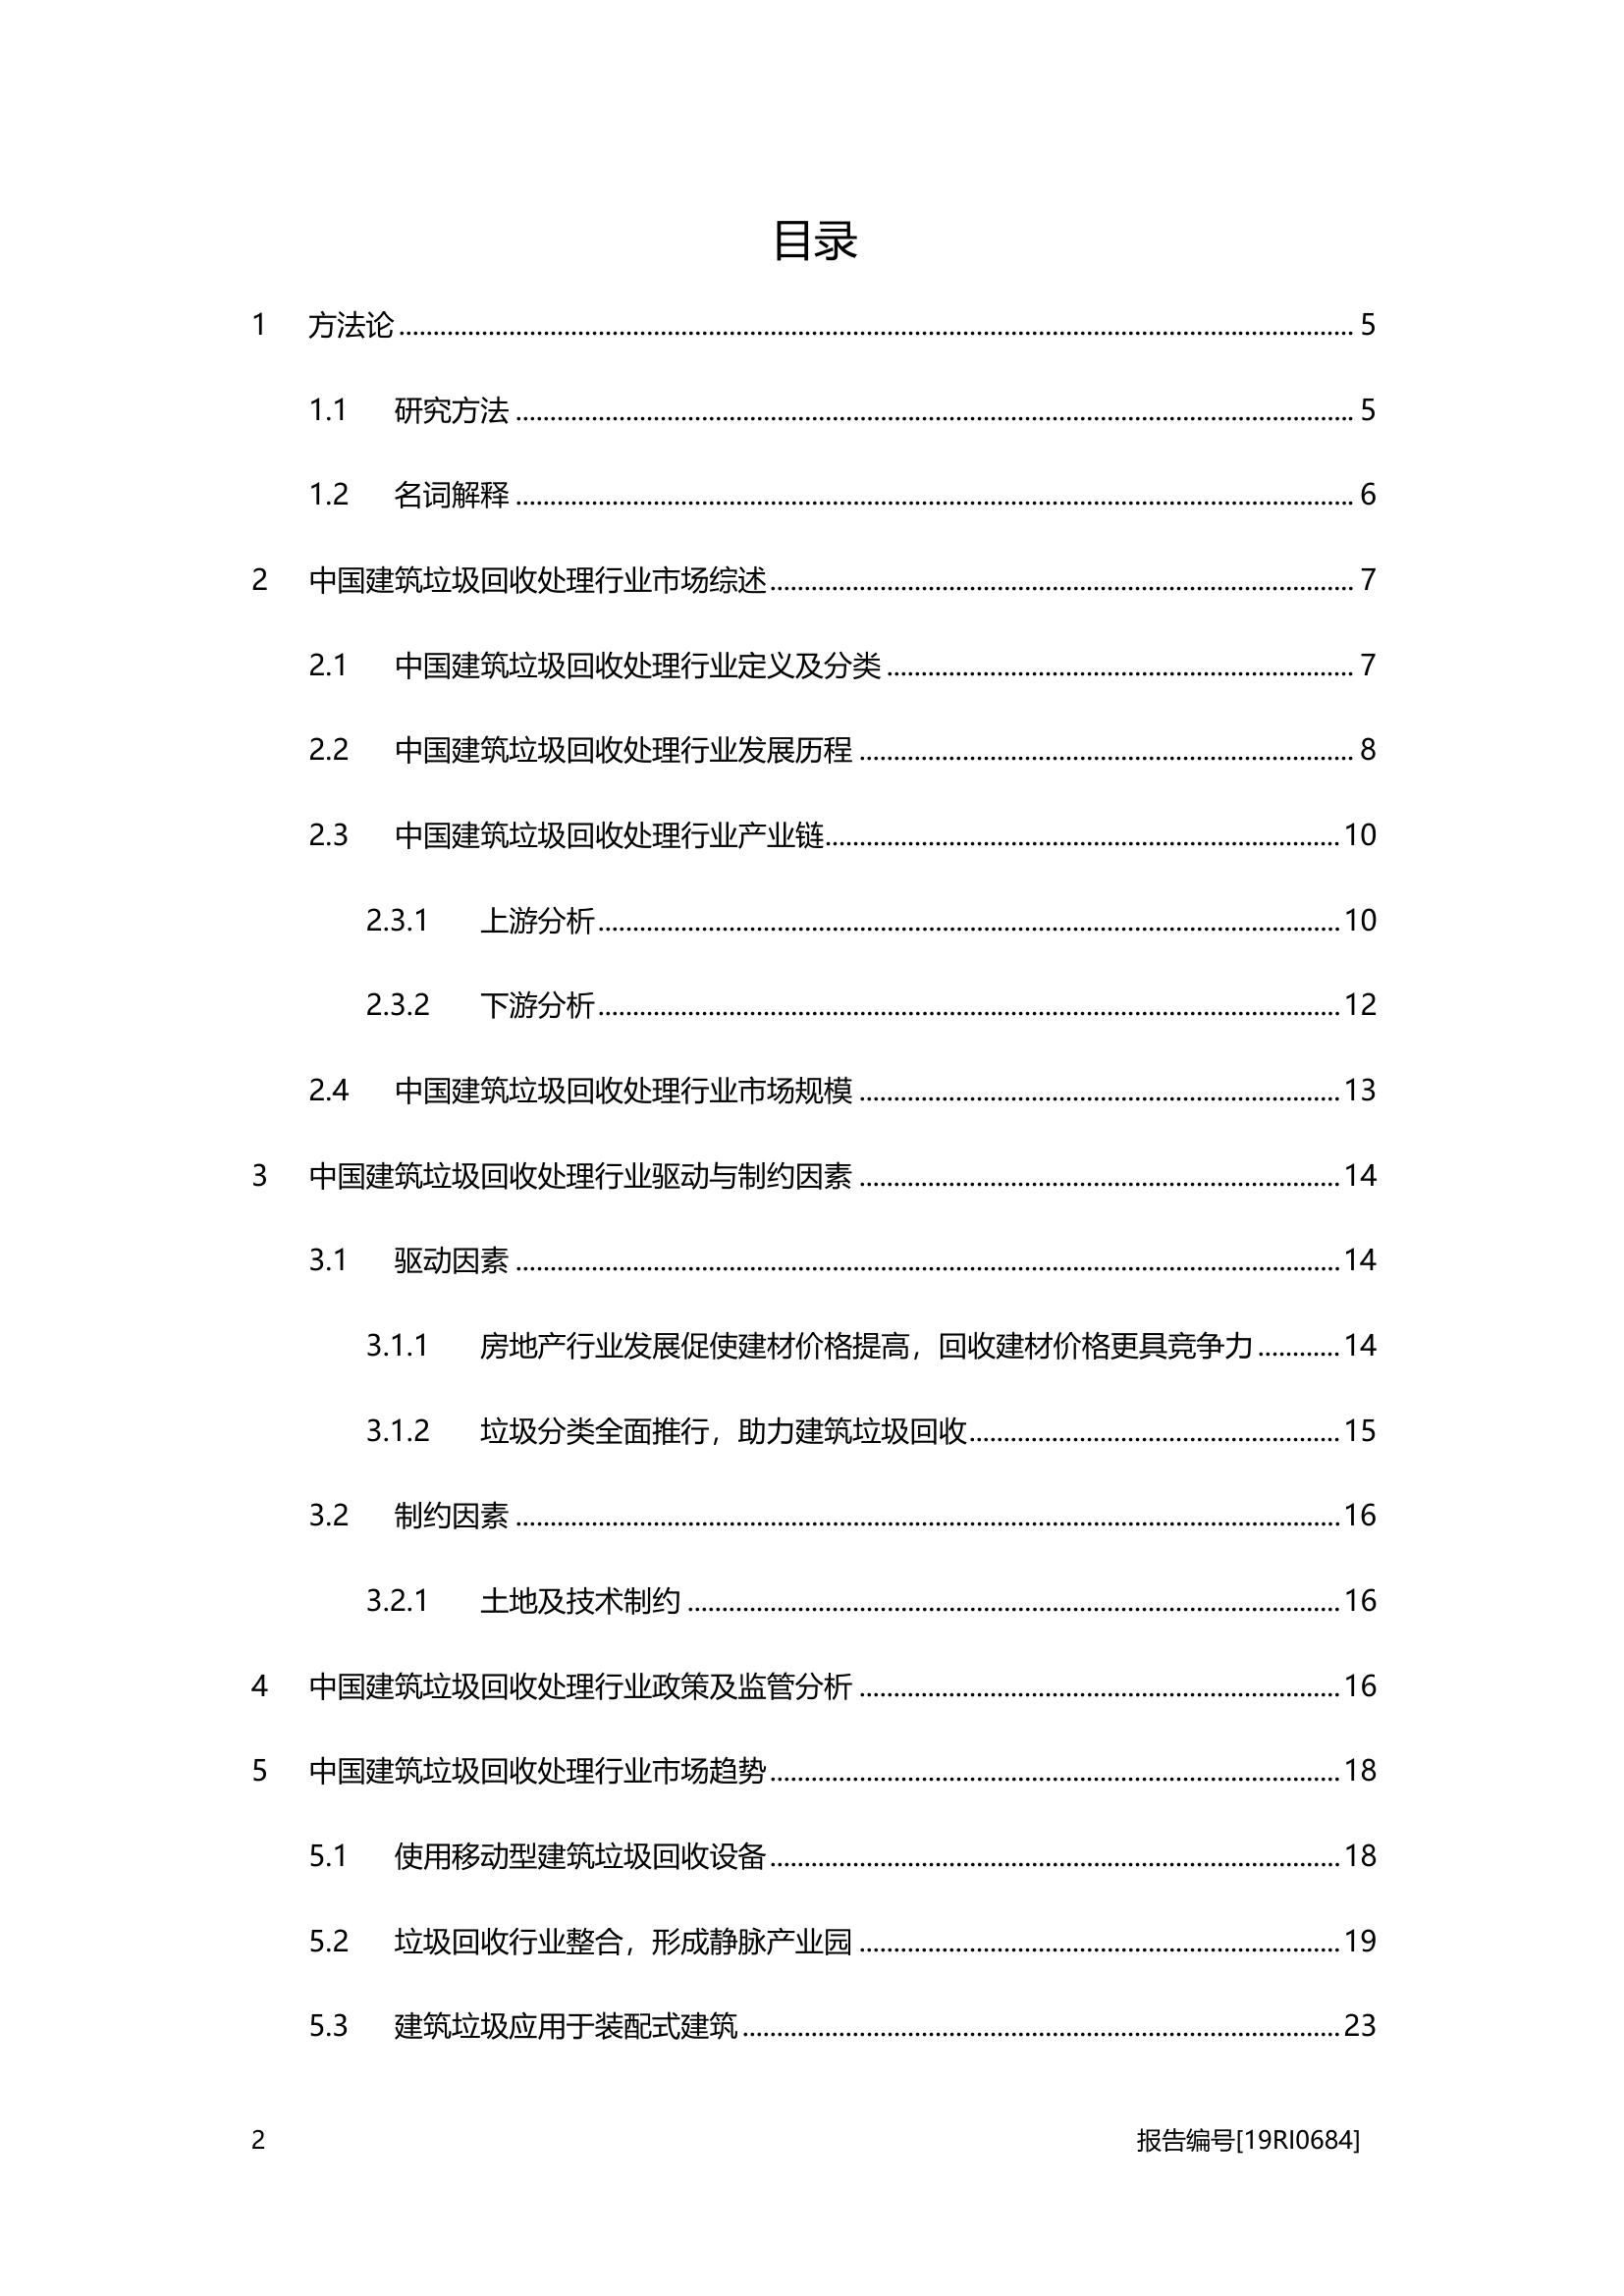 目录
1 方法论 5
1.1 研究方法 5
1.2 名词解释 6
2 中国建筑垃圾回收处理行业市场综述 7
2.1 中国建筑垃圾回收处理行业定义及分类 7
2.2 中国建筑垃圾回收处理行业发展历程 8
2.3 中国建筑垃圾回收处理行业产业链 10
2.3.1 上游分析 10
2.3.2 下游分析 12
2.4 中国建筑垃圾回收处理行业市场规模 13
3 中国建筑垃圾回收处理行业驱动与制约因素 14
3.1 驱动因素 14
3.1.1 房地产行业发展促使建材价格提高，回收建材价格更具竞争力 14
3.1.2 垃圾分类全面推行，助力建筑垃圾回收 15
3.2 制约因素 16
3.2.1 土地及技术制约 16
4 中国建筑垃圾回收处理行业政策及监管分析 16
5 中国建筑垃圾回收处理行业市场趋势 18
5.1 使用移动型建筑垃圾回收设备 18
5.2 垃圾回收行业整合，形成静脉产业园 19
5.3 建筑垃圾应用于装配式建筑 23
2 报告编号[19RI0684]